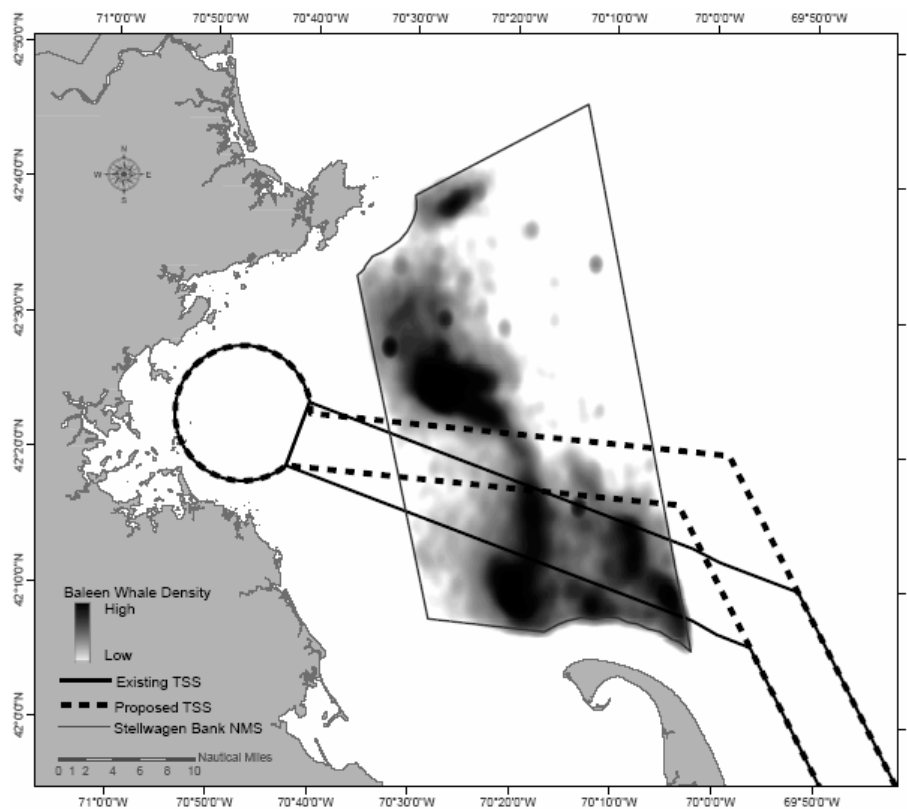 71°0'0"W 70°50'0"W 70°40'0"W 70°30'0"W 70°20'0"W 70°10'0"W 70°0'0"W 69°50'0"W
42°50'0"N
42°40'0"N
42°30'0"N
42°20'0"N
42°10'0"N
42°0'0"N
N
W E
S
Baleen Whale Density
High
Low
Existing TSS
Proposed TSS
Stellwagen Bank NMS
Nautical Miles
0 1 2 4 6 8 10
71°0'0"W 70°50'0"W 70°40'0"W 70°30'0"W 70°20'0"W 70°10'0"W 70°0'0"W 69°50'0"W